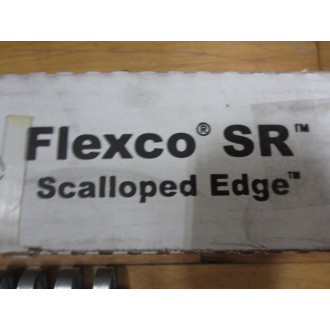 Flexco® SR™
Scalloped Edge™